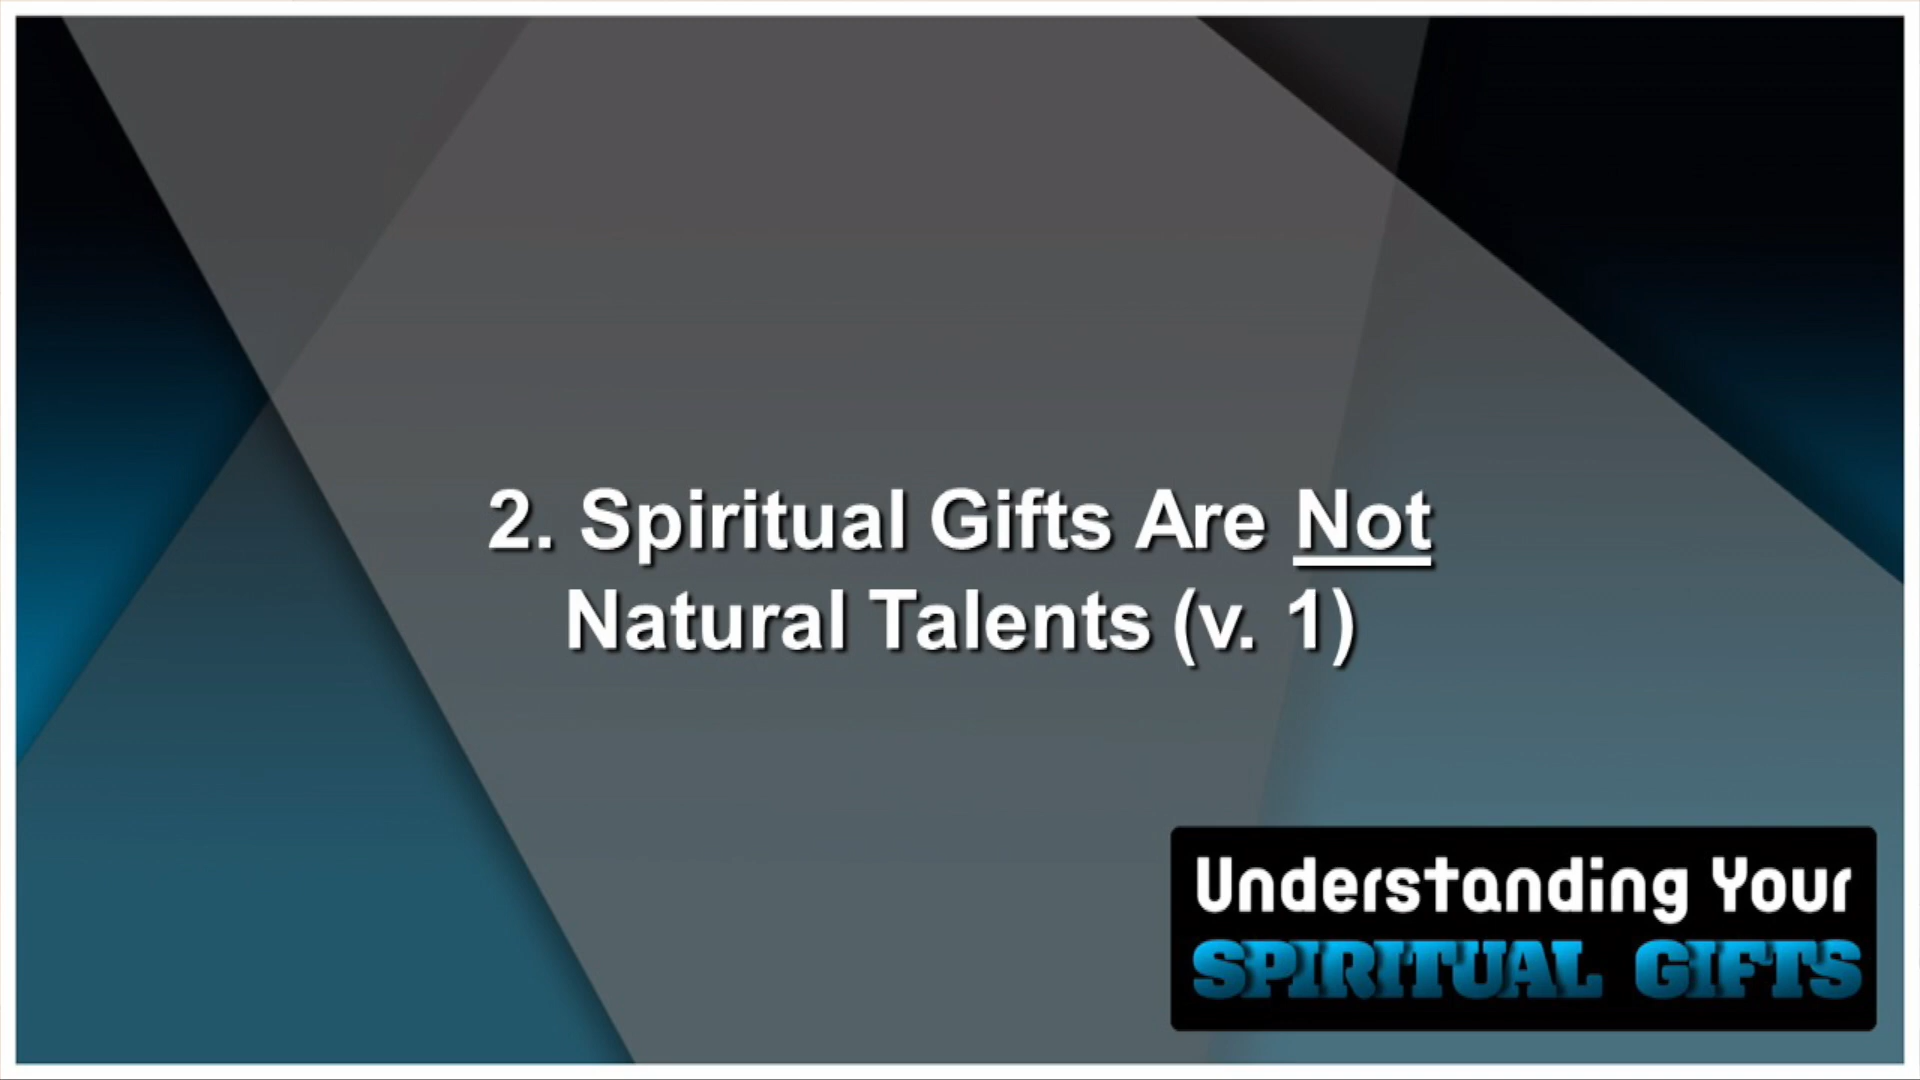 2. Spiritual Gifts Are Not
Natural Talents (v. 1)
Understanding Your
SPIRITUAL GIFTS